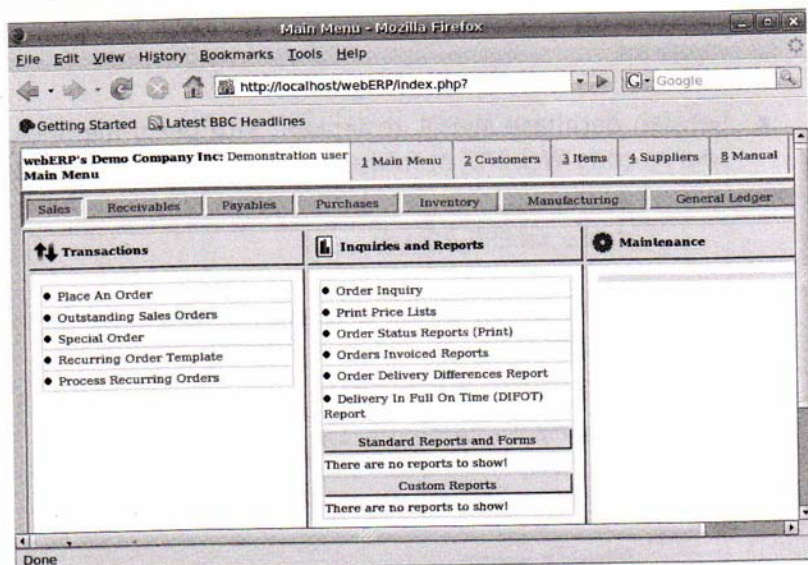 Main Menu - Mozilla Firefox
File Edit View History Bookmarks Tools Help
http://localhost/webERP/index.php?
G Google
Getting Started Latest BBC Headlines
webERP's Demo Company Inc: Demonstration user
Main Menu
1 Main Menu 2 Customers 3 Items 4 Suppliers 8 Manual
Sales Receivables Payables Purchases Inventory Manufacturing General Ledger
Transactions
Place An Order
Outstanding Sales Orders
Special Order
Recurring Order Template
Process Recurring Orders
Inquiries and Reports
Order Inquiry
Print Price Lists
Order Status Reports (Print)
Orders Invoiced Reports
Order Delivery Differences Report
Delivery In Full On Time (DIFOT)
Report
Standard Reports and Forms
There are no reports to show!
Custom Reports
There are no reports to show!
Maintenance
Done